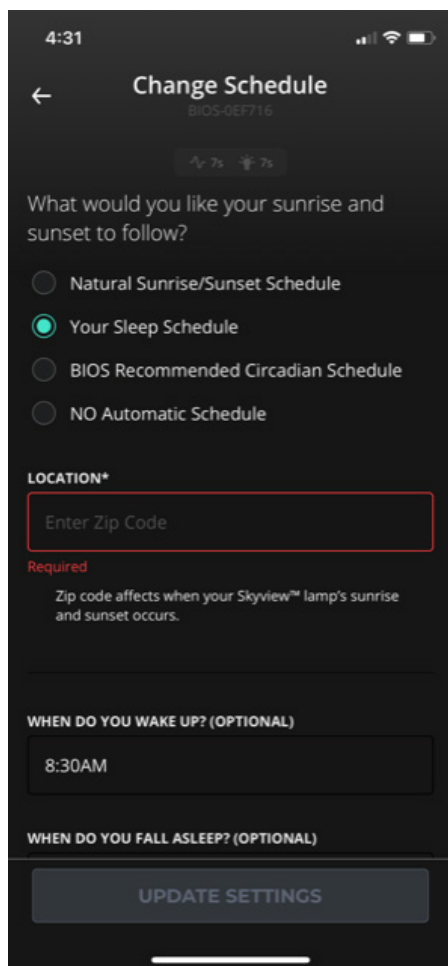 4:31
Change Schedule
BIOS-0EF716
7s 7s
What would you like your sunrise and
sunset to follow?
Natural Sunrise/Sunset Schedule
Your Sleep Schedule
BIOS Recommended Circadian Schedule
NO Automatic Schedule
LOCATION*
Enter Zip Code
Required
Zip code affects when your Skyview™ lamp's sunrise
and sunset occurs.
WHEN DO YOU WAKE UP? (OPTIONAL)
8:30AM
WHEN DO YOU FALL ASLEEP? (OPTIONAL)
UPDATE SETTINGS